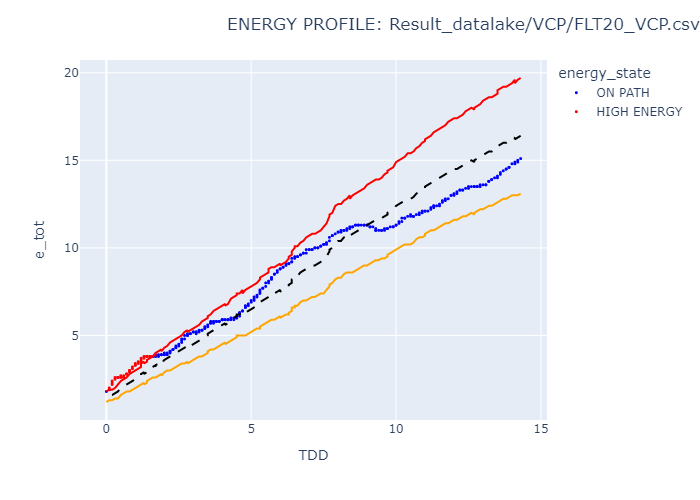 ENERGY PROFILE: Result_datalake/VCP/FLT20_VCP.csv
energy_state
ON PATH
HIGH ENERGY
20
15
10
5
e_tot
0
5
10
15
TDD